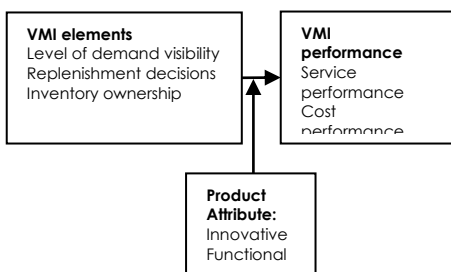 VMI elements
Level of demand visibility
Replenishment decisions
Inventory ownership
VMI
performance
Service
performance
Cost
performance
Product
Attribute:
Innovative
Functional